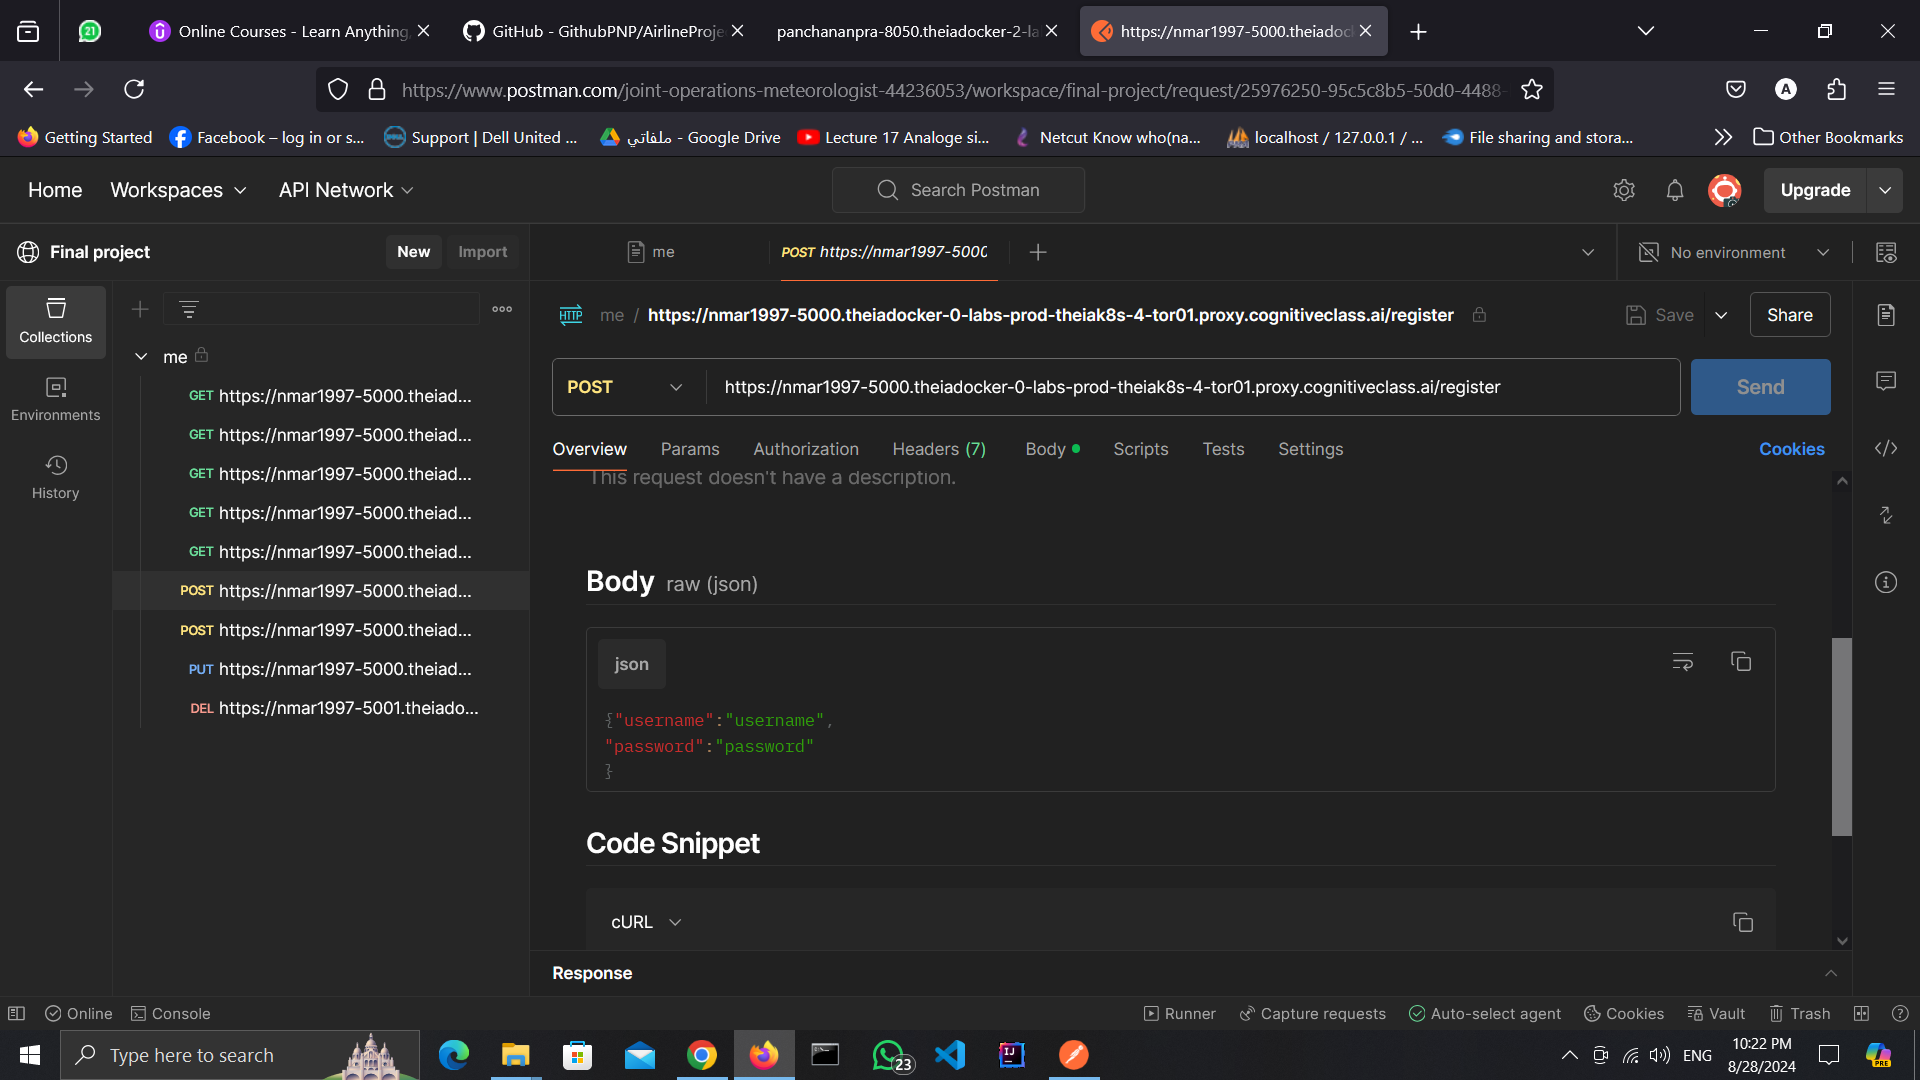 21
Online Courses - Learn Anything,
GitHub - GithubPNP/AirlineProje
panchananpra-8050.theiadocker-2-la
https://nmar1997-5000.theiadoc
https://www.postman.com/joint-operations-meteorologist-44236053/workspace/final-project/request/25976250-95c5c8b5-50d0-4488-
A
Getting Started
Facebook – log in or s...
Support | Dell United ...
ملفاتي - Google Drive
Lecture 17 Analoge si...
Netcut Know who(na...
localhost / 127.0.0.1 / ...
File sharing and stora...
Other Bookmarks
Home
Workspaces
API Network
Search Postman
Upgrade
Final project
New
Import
me
POST https://nmar1997-5000
No environment
Collections
Environments
History
me
GET https://nmar1997-5000.theiad...
GET https://nmar1997-5000.theiad...
GET https://nmar1997-5000.theiad...
GET https://nmar1997-5000.theiad...
GET https://nmar1997-5000.theiad...
POST https://nmar1997-5000.theiad...
POST https://nmar1997-5000.theiad...
PUT https://nmar1997-5000.theiad...
DEL https://nmar1997-5001.theiado...
HTTP
me / https://nmar1997-5000.theiadocker-0-labs-prod-theiak8s-4-tor01.proxy.cognitiveclass.ai/register
Save
Share
POST
https://nmar1997-5000.theiadocker-0-labs-prod-theiak8s-4-tor01.proxy.cognitiveclass.ai/register
Send
Overview
Params
Authorization
Headers (7)
Body
Scripts
Tests
Settings
Cookies
This request doesn't have a description.
Body raw (json)
json
{"username":"username",
"password":"password"
}
Code Snippet
cURL
Response
Online
Console
Runner
Capture requests
Auto-select agent
Cookies
Vault
Trash
Type here to search
23
IJ
ENG
10:22 PM
8/28/2024
PRE